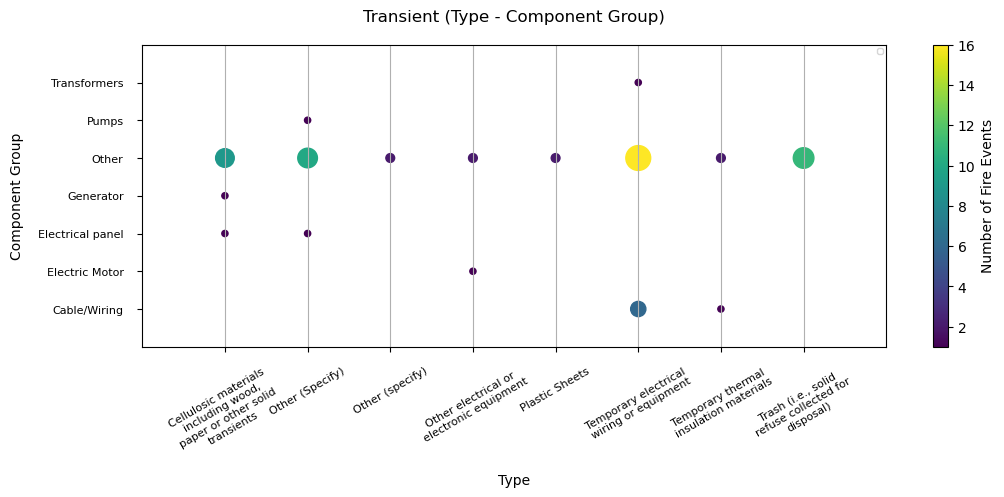 Transient (Type - Component Group)
Component Group
Transformers
Pumps
Other
Generator
Electrical panel
Electric Motor
Cable/Wiring
Cellulosic materials
including wood,
paper or other solid
transients
Other (Specify)
Other (specify)
Other electrical or
electronic equipment
Plastic Sheets
Temporary electrical
wiring or equipment
Temporary thermal
insulation materials
Trash (i.e., solid
refuse collected for
disposal)
Type
16
14
12
10
8
6
4
2
Number of Fire Events